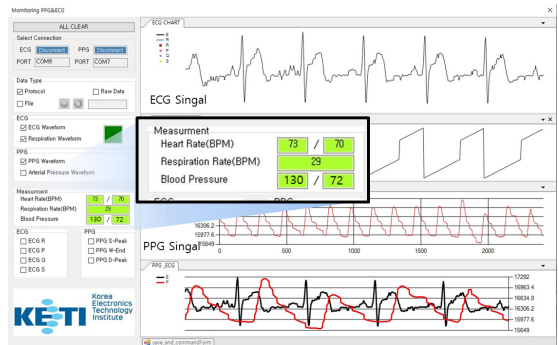 Monitoring PPG&ECG
ALL CLEAR
Select Connection
ECG Disconnect PPG Disconnect
PORT COM9 PORT COM7
Data Type
Protocol Raw Data
File
ECG
ECG Waveform
Respiration Waveform
PPG
PPG Waveform
Arterial Pressure Waveform
Measurment
Heart Rate(BPM) 73 / 70
Respiration Rate(BPM) 29
Blood Pressure 130 / 72
ECG PPG
ECG R PPG S-Peak
ECG P PPG W-End
ECG Q PPG D-Peak
ECG S
KETI
Korea
Electronics
Technology
Institute
ECG CHART
E
R
R
P
Q
S
ECG Singal
Measurment
Heart Rate(BPM) 73 / 70
Respiration Rate(BPM) 29
Blood Pressure 130 / 72
16306.2
15977.6
15649
0 500 1000 1500 2000
PPG Singal
PPG_ECG
E
P
17292
16963.4
16634.8
16306.2
15977.6
15649
save_and_commandForm